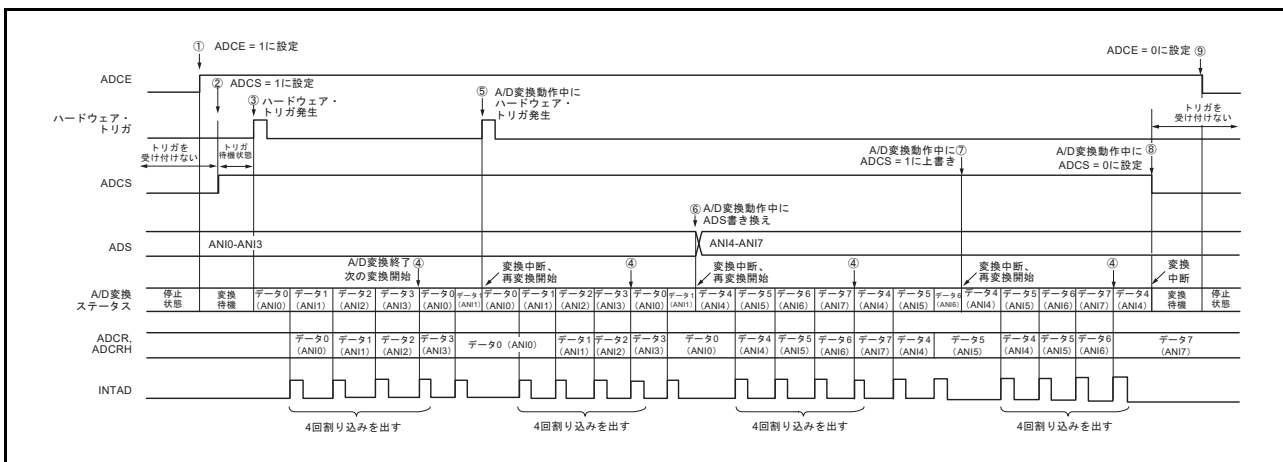 ① ADCE = 1に設定
ADCE = 0に設定 ⑨
ADCE
② ADCS = 1に設定
③ ハードウェア・
トリガ発生
⑤ A/D変換動作中に
ハードウェア・
トリガ発生
ハードウェア・
トリガ
トリガを
受け付けない
トリガ
待機状態
トリガを
受け付けない
A/D変換動作中に⑦
ADCS = 1に上書き
A/D変換動作中に ⑧
ADCS = 0に設定
ADCS
⑥ A/D変換動作中に
ADS書き換え
ADS
ANI0-ANI3
ANI4-ANI7
A/D変換終了 ④
次の変換開始
変換中断、
再変換開始
④
変換中断、
再変換開始
④
変換中断、
再変換開始
④
変換
中断
A/D変換
ステータス
停止
状態
変換
待機
データ0 データ1 データ2 データ3 データ0 データ1 データ0 データ1 データ2 データ3 データ0 データ1 データ4 データ5 データ6 データ7 データ4 データ5 データ6 データ4 データ5 データ6 データ7 データ4
(ANI0) (ANI1) (ANI2) (ANI3) (ANI0) (ANI1) (ANI0) (ANI1) (ANI2) (ANI3) (ANI0) (ANI1) (ANI4) (ANI5) (ANI6) (ANI7) (ANI4) (ANI5) (ANI6) (ANI4) (ANI5) (ANI6) (ANI7) (ANI4)
変換
待機
停止
状態
ADCR,
ADCRH
データ0 データ1 データ2 データ3 データ0 (ANI0) データ1 データ2 データ3 データ0 データ4 データ5 データ6 データ7 データ4 データ5 データ4 データ5 データ6 データ7
(ANI0) (ANI1) (ANI2) (ANI3) (ANI1) (ANI2) (ANI3) (ANI0) (ANI4) (ANI5) (ANI6) (ANI7) (ANI4) (ANI5) (ANI4) (ANI5) (ANI6) (ANI7)
INTAD
4回割り込みを出す
4回割り込みを出す
4回割り込みを出す
4回割り込みを出す